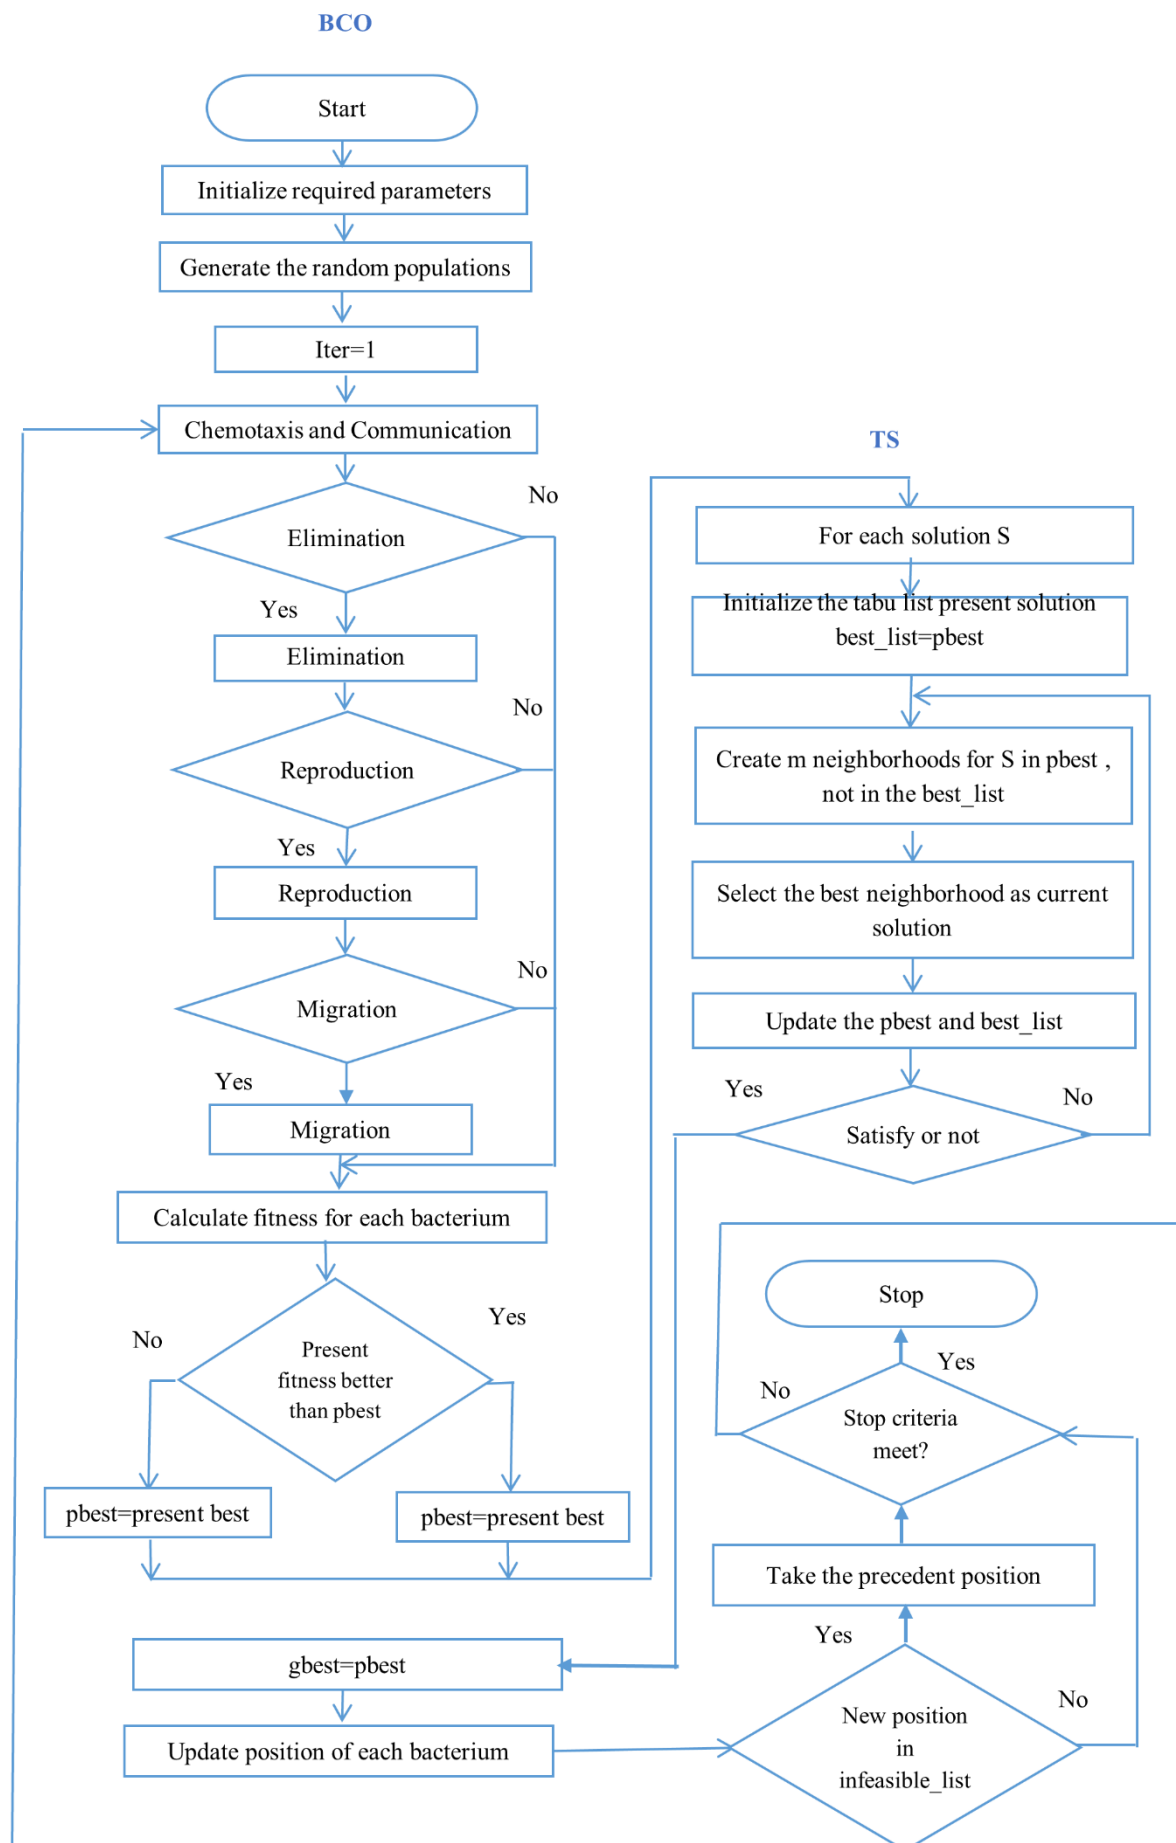 BCO
Start
Initialize required parameters
Generate the random populations
Iter=1
Chemotaxis and Communication
No
Elimination
Yes
Elimination
No
Reproduction
Yes
Reproduction
No
Migration
Yes
Migration
Calculate fitness for each bacterium
No
Yes
Present
fitness better
than pbest
pbest=present best
pbest=present best
gbest=pbest
Update position of each bacterium
TS
For each solution S
Initialize the tabu list present solution
best_list=pbest
Create m neighborhoods for S in pbest ,
not in the best_list
Select the best neighborhood as current
solution
Update the pbest and best_list
Yes
No
Satisfy or not
Stop
Yes
No
Stop criteria
meet?
Take the precedent position
Yes
No
New position
in
infeasible_list